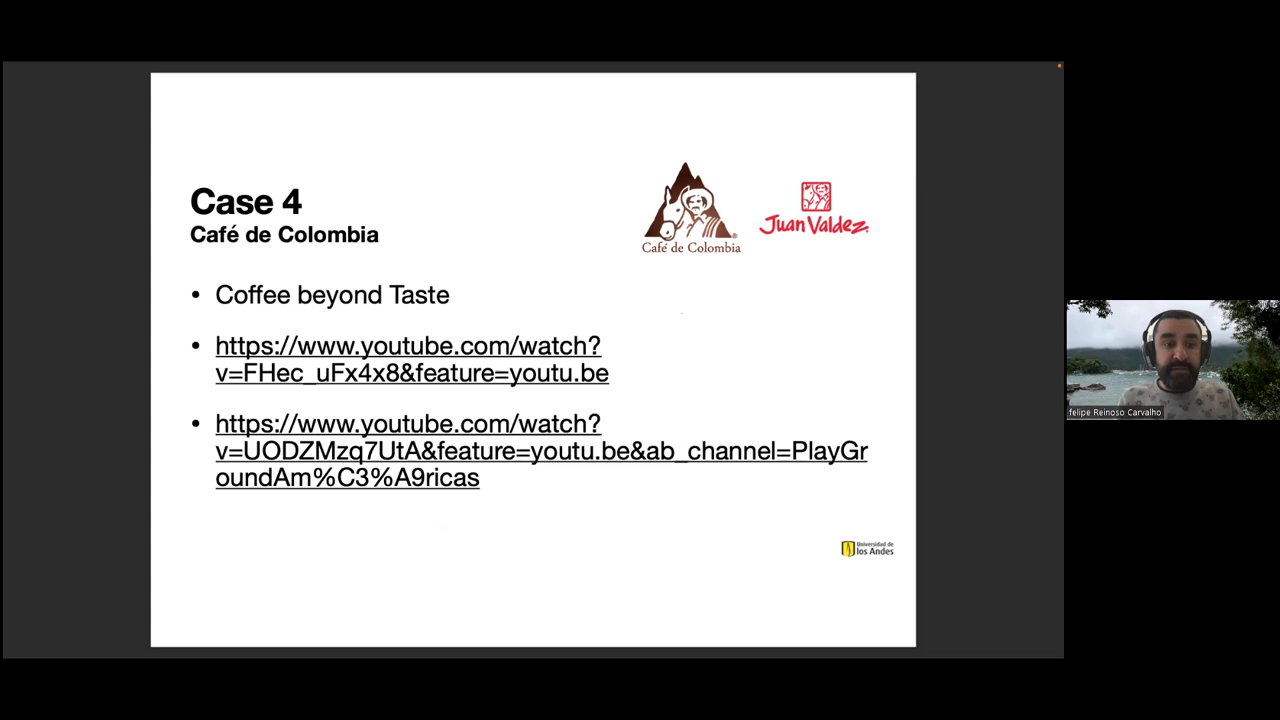 Case 4
Café de Colombia
Café de Colombia
Juan Valdez
• Coffee beyond Taste
• https://www.youtube.com/watch?
v=FHec_uFx4x8&feature=youtu.be
• https://www.youtube.com/watch?
v=UODZMzq7UtA&feature=youtu.be&ab_channel=PlayGr
oundAm%C3%A9ricas
Universidad de
los Andes
felipe Reinoso Carvalho